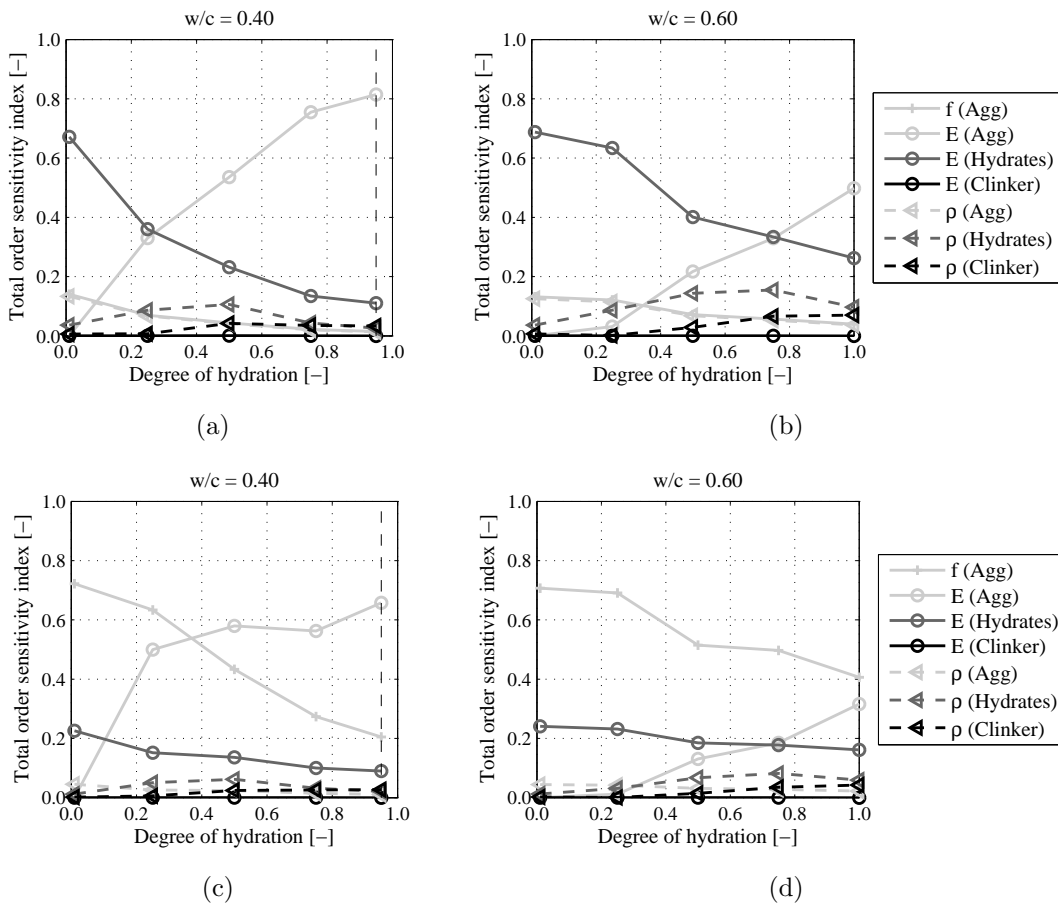 w/c = 0.40
1.0
0.8
0.6
0.4
0.2
0.0
0.0 0.2 0.4 0.6 0.8 1.0
Total order sensitivity index [−]
Degree of hydration [−]
(a)
w/c = 0.60
1.0
0.8
0.6
0.4
0.2
0.0
0.0 0.2 0.4 0.6 0.8 1.0
Total order sensitivity index [−]
Degree of hydration [−]
(b)
f (Agg)
E (Agg)
E (Hydrates)
E (Clinker)
ρ (Agg)
ρ (Hydrates)
ρ (Clinker)
w/c = 0.40
1.0
0.8
0.6
0.4
0.2
0.0
0.0 0.2 0.4 0.6 0.8 1.0
Total order sensitivity index [−]
Degree of hydration [−]
(c)
w/c = 0.60
1.0
0.8
0.6
0.4
0.2
0.0
0.0 0.2 0.4 0.6 0.8 1.0
Total order sensitivity index [−]
Degree of hydration [−]
(d)
f (Agg)
E (Agg)
E (Hydrates)
E (Clinker)
ρ (Agg)
ρ (Hydrates)
ρ (Clinker)